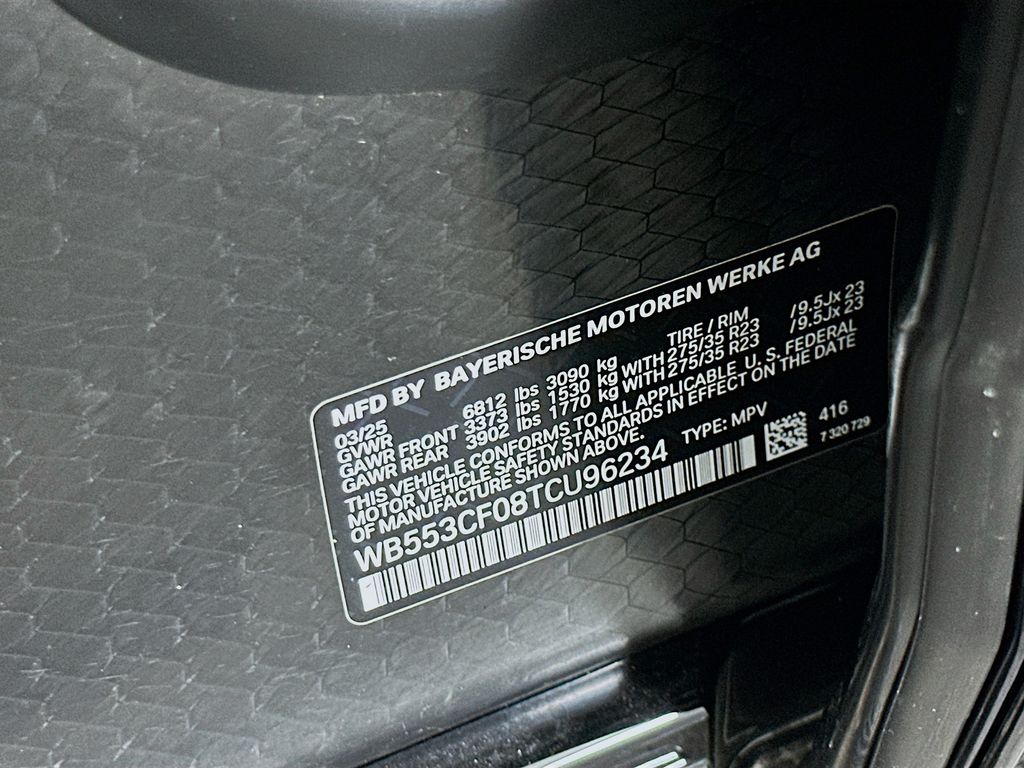 MFD BY BAYERISCHE MOTOREN WERKE AG
03/25 TIRE / RIM
GVWR 6812 lbs 3090 kg
GAWR FRONT 3373 lbs 1530 kg WITH 275/35 R23 /9.5Jx 23
GAWR REAR 3902 lbs 1770 kg WITH 275/35 R23 /9.5Jx 23
THIS VEHICLE CONFORMS TO ALL APPLICABLE U. S. FEDERAL
MOTOR VEHICLE SAFETY STANDARDS IN EFFECT ON THE DATE
OF MANUFACTURE SHOWN ABOVE.
WB553CF08TCU96234 TYPE: MPV
416
7 320 729